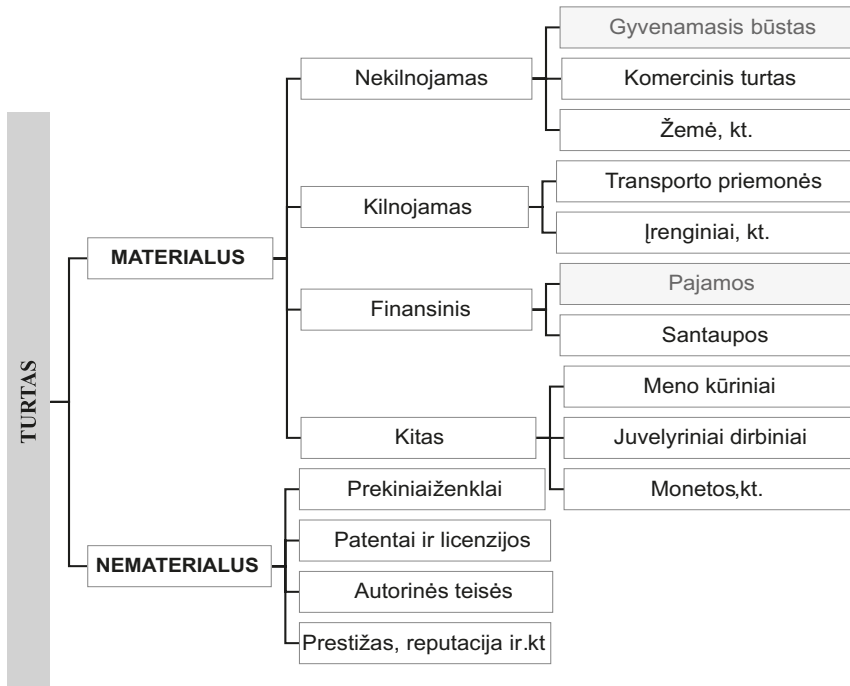 TURTAS
MATERIALUS
Nekilnojamas
Gyvenamasis būstas
Komercinis turtas
Žemė, kt.
Kilnojamas
Transporto priemonės
Įrenginiai, kt.
Finansinis
Pajamos
Santaupos
Kitas
Meno kūriniai
Juvelyriniai dirbiniai
Monetos,kt.
NEMATERIALUS
Prekiniaiženklai
Patentai ir licenzijos
Autorinės teisės
Prestižas, reputacija ir.kt